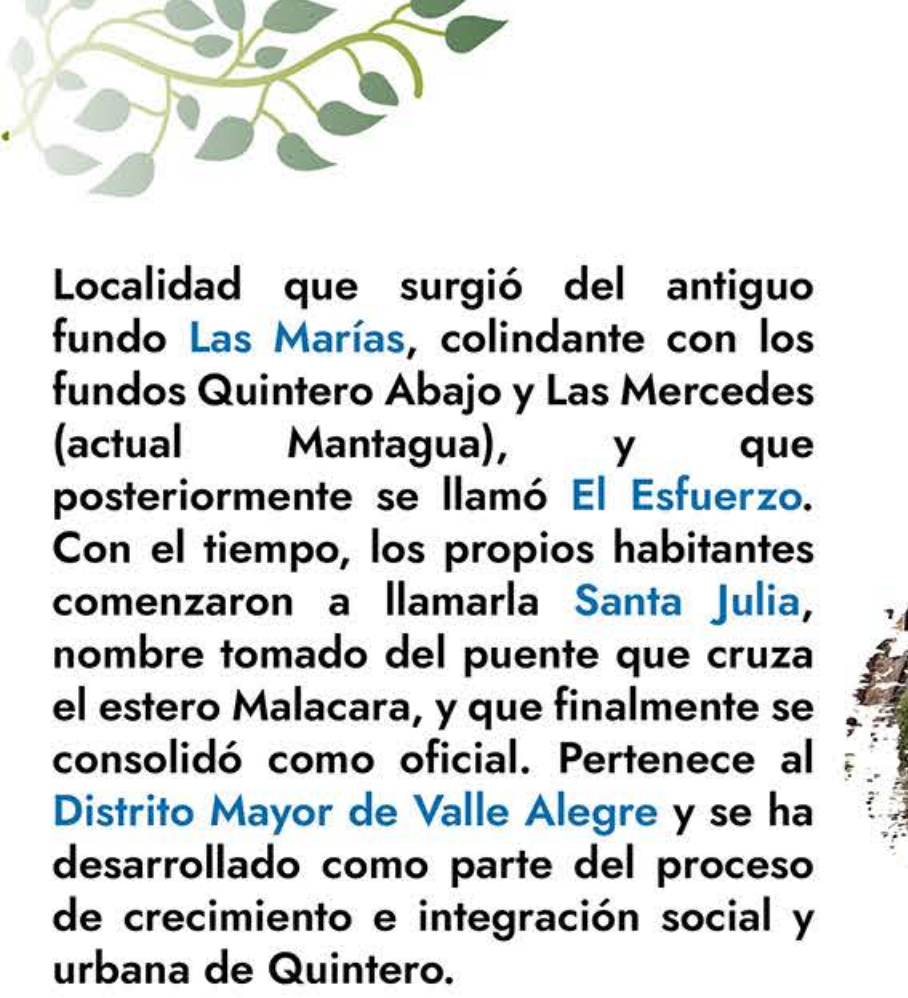 Localidad que surgió del antiguo
fundo Las Marías, colindante con los
fundos Quintero Abajo y Las Mercedes
(actual Mantagua), y que
posteriormente se llamó El Esfuerzo.
Con el tiempo, los propios habitantes
comenzaron a llamarla Santa Julia,
nombre tomado del puente que cruza
el estero Malacara, y que finalmente se
consolidó como oficial. Pertenece al
Distrito Mayor de Valle Alegre y se ha
desarrollado como parte del proceso
de crecimiento e integración social y
urbana de Quintero.